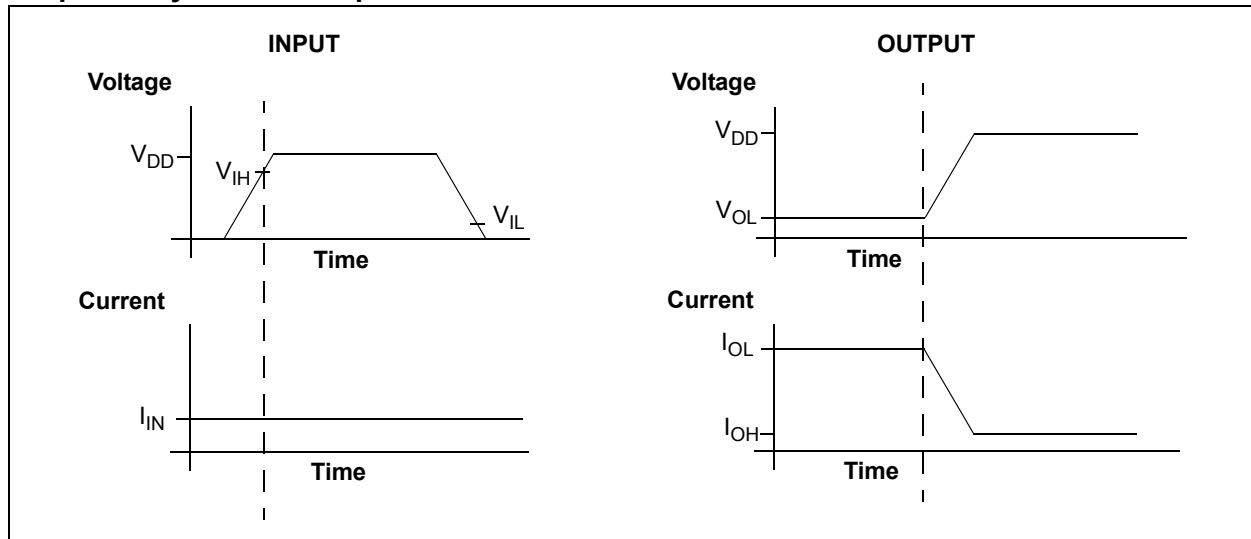 INPUT
Voltage
VDD
VIH
VIL
Time
Current
IIN
Time
OUTPUT
Voltage
VDD
VOL
Time
Current
IOL
IOH
Time